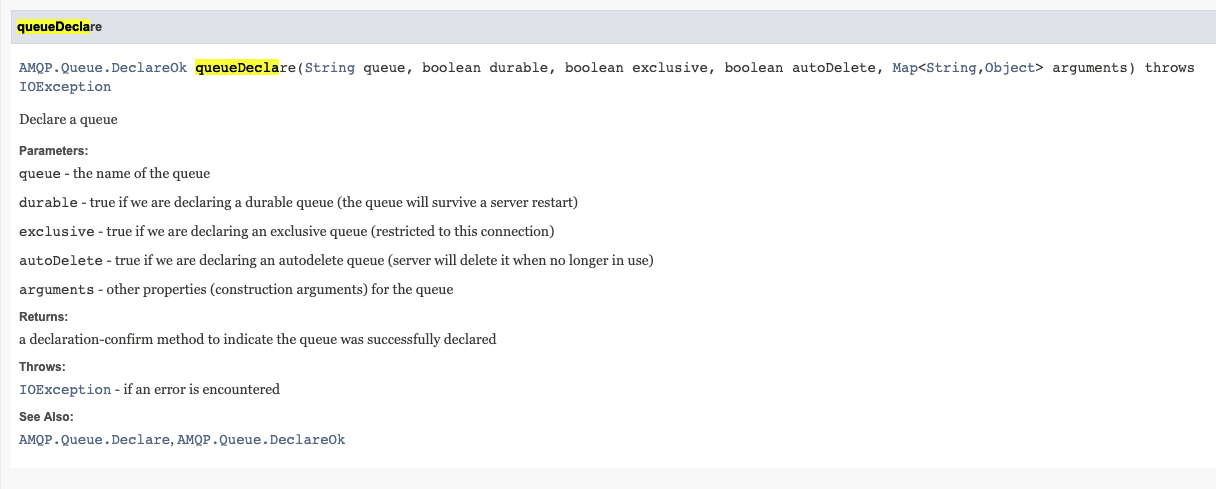 queueDeclare
AMQP.Queue.DeclareOk queueDeclare(String queue, boolean durable, boolean exclusive, boolean autoDelete, Map<String,Object> arguments) throws
IOException
Declare a queue
Parameters:
queue - the name of the queue
durable - true if we are declaring a durable queue (the queue will survive a server restart)
exclusive - true if we are declaring an exclusive queue (restricted to this connection)
autoDelete - true if we are declaring an autodelete queue (server will delete it when no longer in use)
arguments - other properties (construction arguments) for the queue
Returns:
a declaration-confirm method to indicate the queue was successfully declared
Throws:
IOException - if an error is encountered
See Also:
AMQP.Queue.Declare, AMQP.Queue.DeclareOk